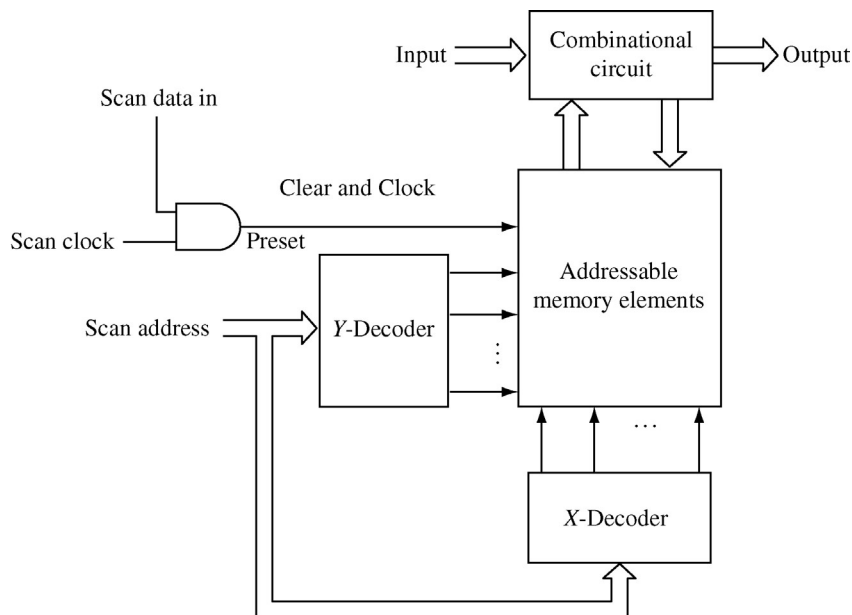 Input
Combinational
circuit
Output
Scan data in
Clear and Clock
Scan clock
Preset
Addressable
memory elements
Scan address
Y-Decoder
...
...
X-Decoder